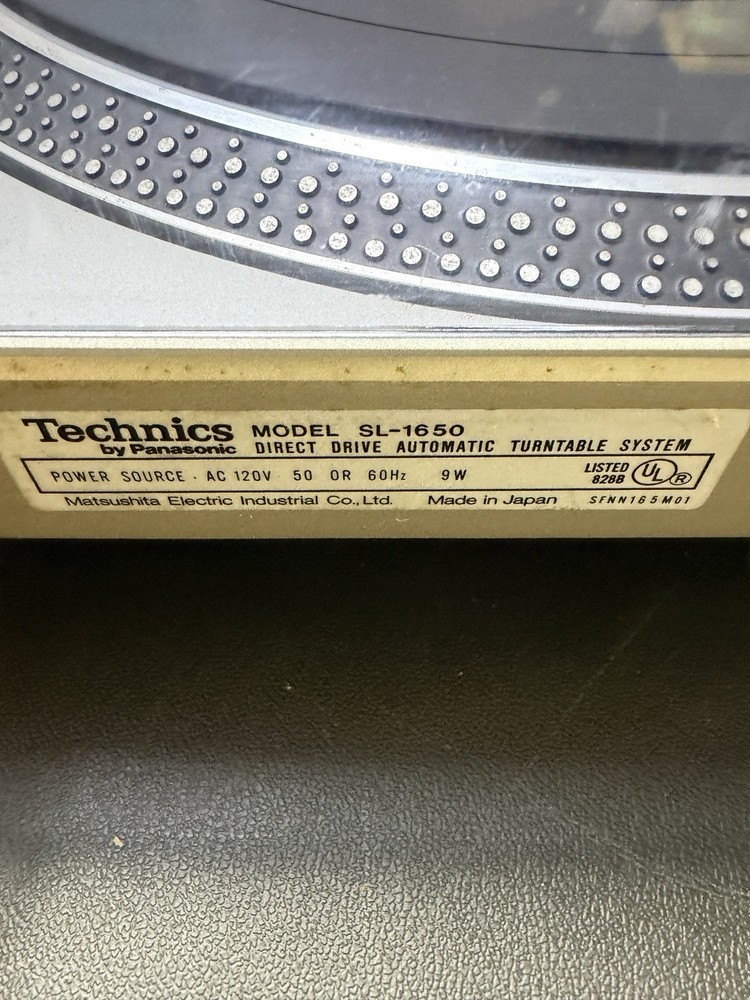 Technics MODEL SL-1650
by Panasonic DIRECT DRIVE AUTOMATIC TURNTABLE SYSTEM
POWER SOURCE · AC 120V 50 OR 60Hz 9W LISTED 828B UL ®
Matsushita Electric Industrial Co., Ltd. Made in Japan SFNN165M01